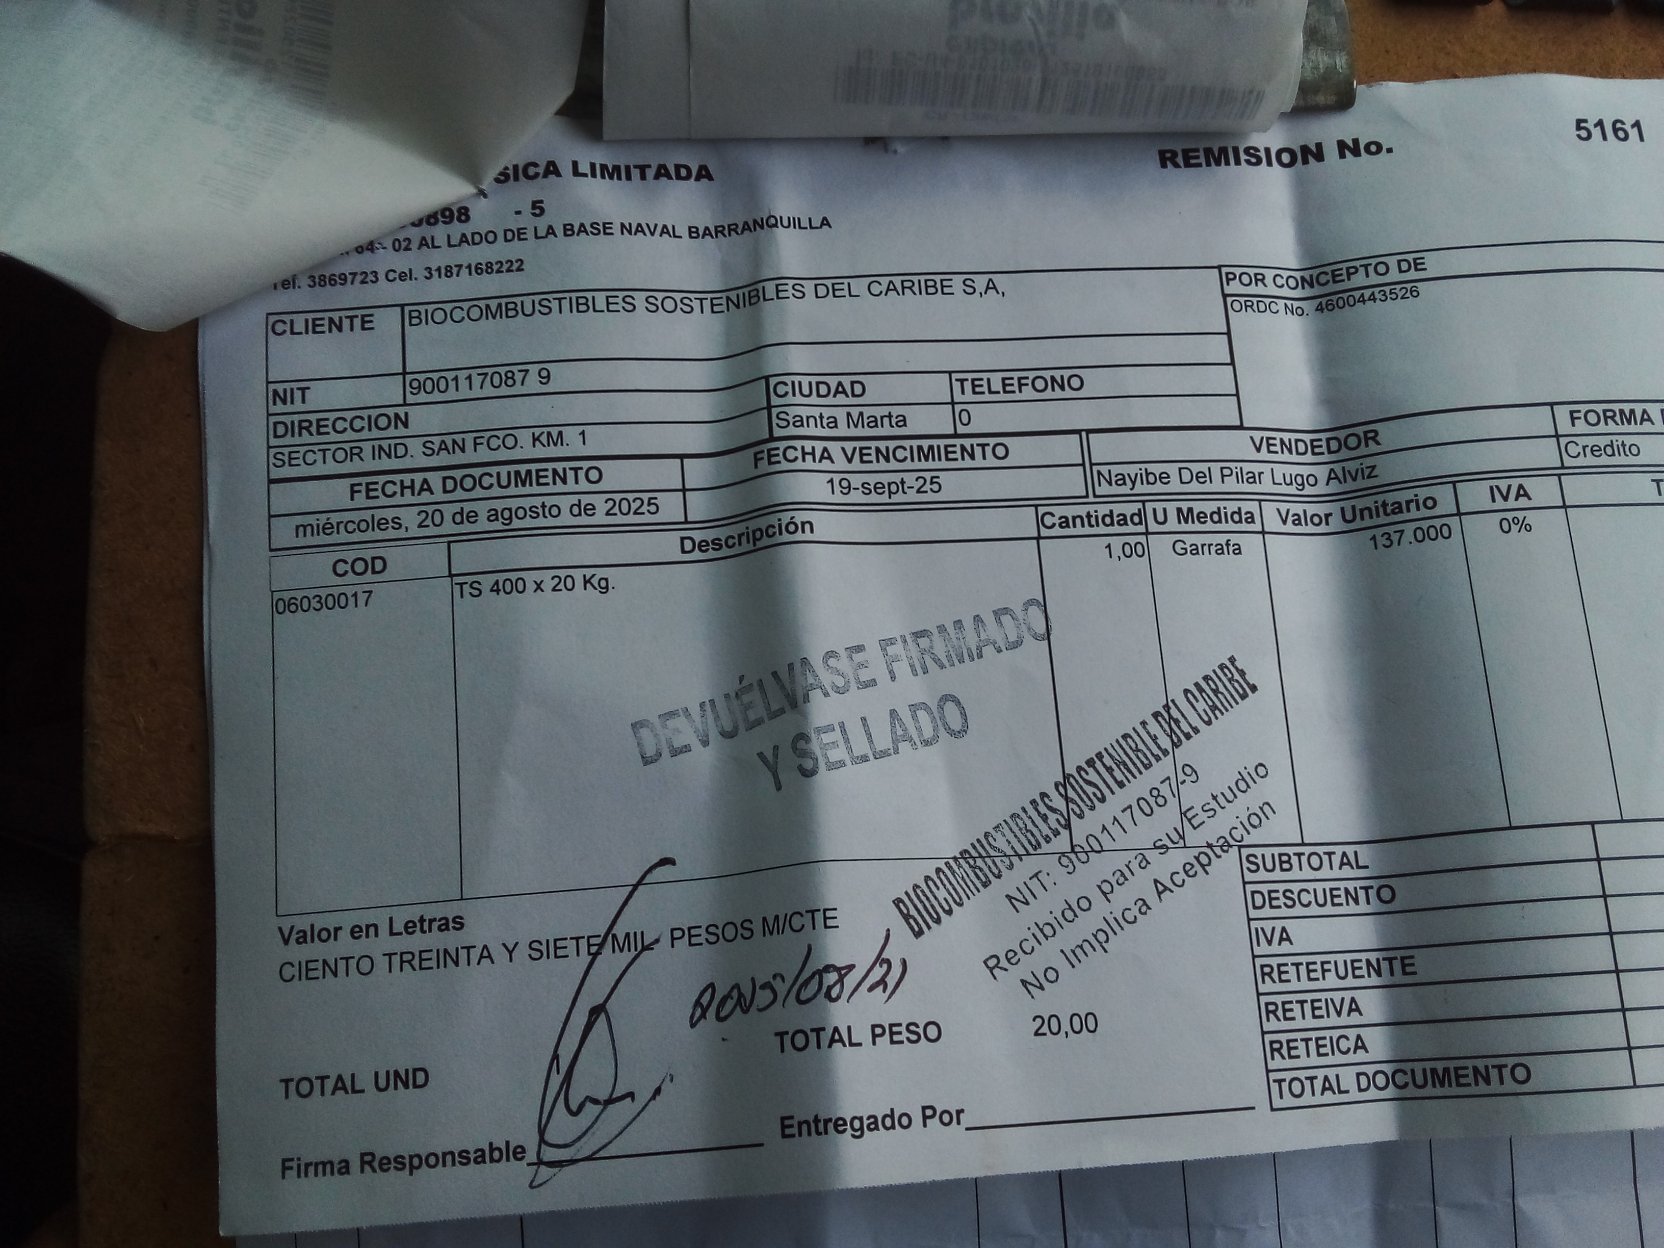 SICA LIMITADA
REMISION No. 5161
898 - 5
02 AL LADO DE LA BASE NAVAL BARRANQUILLA
Tef. 3869723 Cel. 3187168222
CLIENTE BIOCOMBUSTIBLES SOSTENIBLES DEL CARIBE S,A,
POR CONCEPTO DE
ORDC No. 4600443526
NIT 900117087 9
CIUDAD TELEFONO
Santa Marta 0
DIRECCION
SECTOR IND. SAN FCO. KM. 1
FECHA DOCUMENTO FECHA VENCIMIENTO VENDEDOR FORMA
miércoles, 20 de agosto de 2025 19-sept-25 Nayibe Del Pilar Lugo Alviz Credito
COD Descripción Cantidad U Medida Valor Unitario IVA T
06030017 TS 400 x 20 Kg. 1,00 Garrafa 137.000 0%
DEVUÉLVASE FIRMADO
Y SELLADO
BIOCOMBUSTIBLES SOSTENIBLE DEL CARIBE
NIT: 900117087-9
Recibido para su Estudio
No Implica Aceptación
Valor en Letras
CIENTO TREINTA Y SIETE MIL PESOS M/CTE
2025/08/21
TOTAL PESO 20,00
TOTAL UND
Firma Responsable
Entregado Por
SUBTOTAL
DESCUENTO
IVA
RETEFUENTE
RETEIVA
RETEICA
TOTAL DOCUMENTO